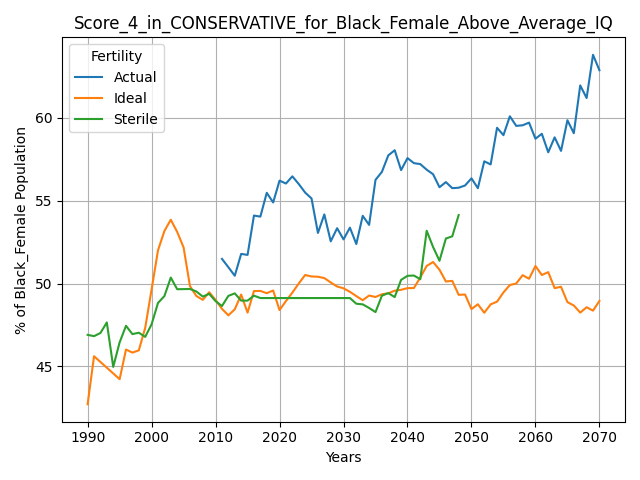 Score_4_in_CONSERVATIVE_for_Black_Female_Above_Average_IQ
Fertility
Actual
Ideal
Sterile
% of Black_Female Population
60
55
50
45
1990 2000 2010 2020 2030 2040 2050 2060 2070
Years